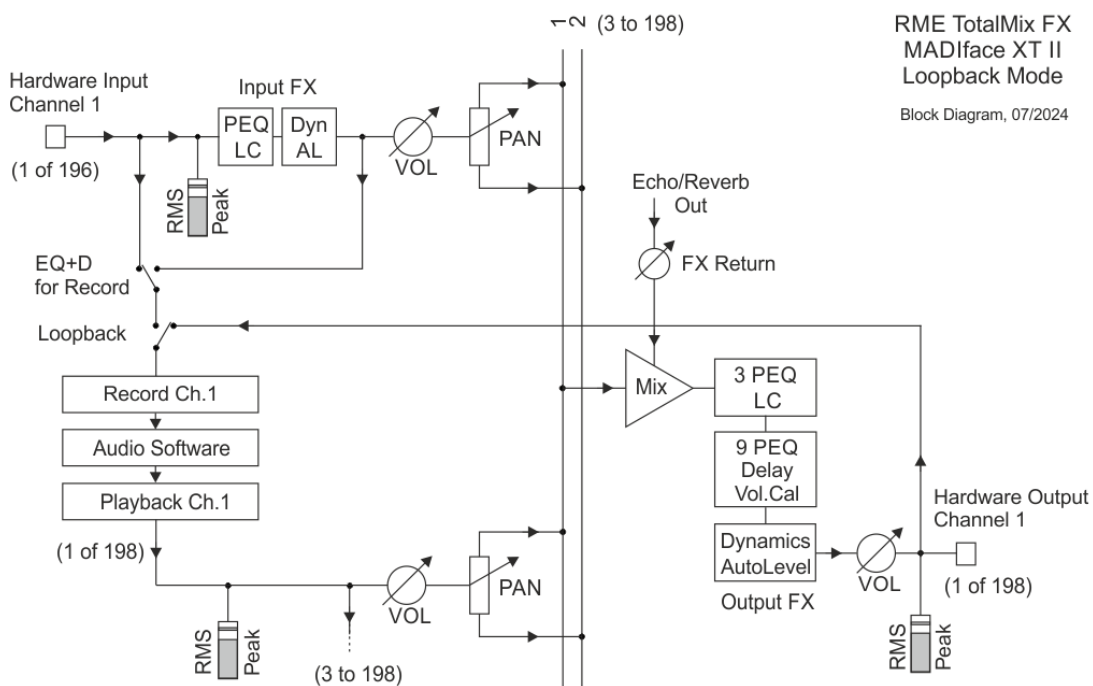 1
2
(3 to 198)
RME TotalMix FX
MADIface XT II
Loopback Mode
Block Diagram, 07/2024
Hardware Input
Channel 1
(1 of 196)
Input FX
PEQ
LC
Dyn
AL
VOL
PAN
RMS
Peak
Echo/Reverb
Out
FX Return
EQ+D
for Record
Loopback
Record Ch.1
Audio Software
Playback Ch.1
(1 of 198)
Mix
3 PEQ
LC
9 PEQ
Delay
Vol.Cal
Dynamics
AutoLevel
Output FX
VOL
Hardware Output
Channel 1
(1 of 198)
RMS
Peak
VOL
PAN
RMS
Peak
(3 to 198)